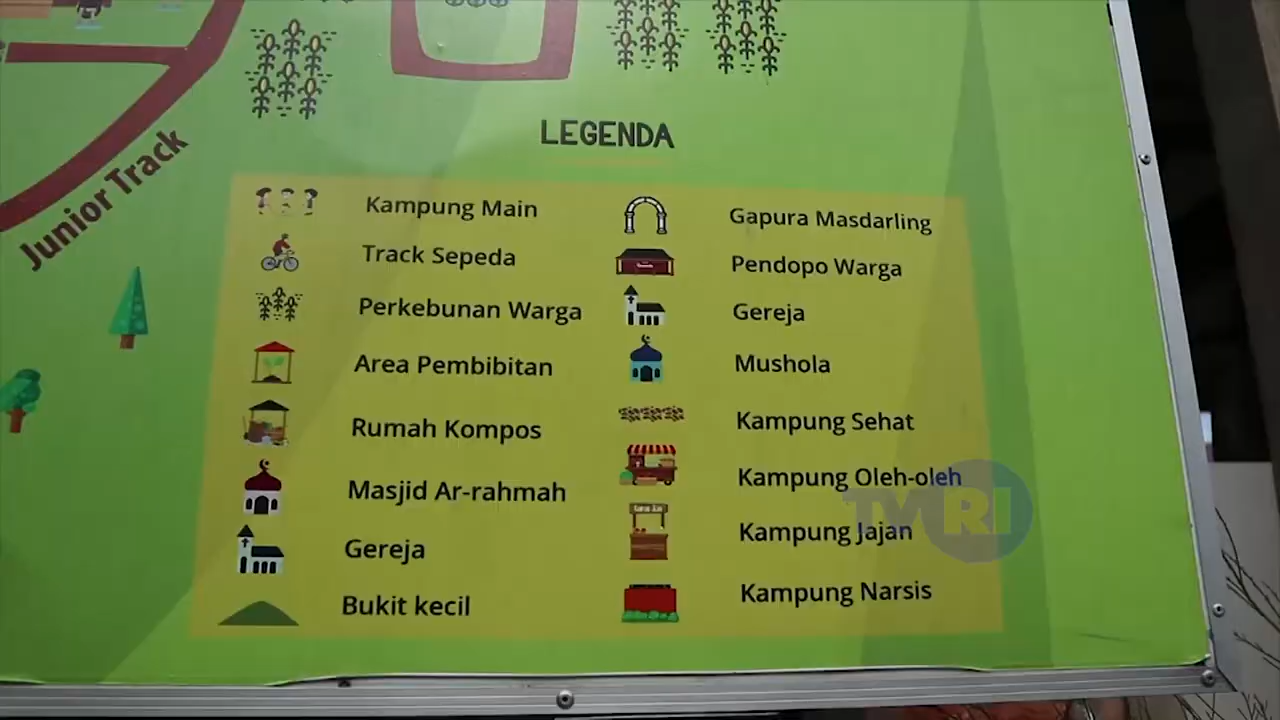 Junior Track
LEGENDA
Kampung Main
Track Sepeda
Perkebunan Warga
Area Pembibitan
Rumah Kompos
Masjid Ar-rahmah
Gereja
Bukit kecil
Gapura Masdarling
Pendopo Warga
Gereja
Mushola
Kampung Sehat
Kampung Oleh-oleh
Kampung Jajan
Kampung Narsis
TVRI